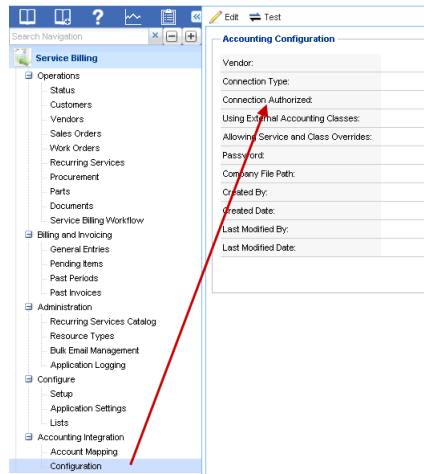 Edit Test
Search Navigation
Service Billing
Operations
Status
Customers
Vendors
Sales Orders
Work Orders
Recurring Services
Procurement
Parts
Documents
Service Billing Workflow
Billing and Invoicing
General Entries
Pending Items
Past Periods
Past Invoices
Administration
Recurring Services Catalog
Resource Types
Bulk Email Management
Application Logging
Configure
Setup
Application Settings
Lists
Accounting Integration
Account Mapping
Configuration
Accounting Configuration
Vendor:
Connection Type:
Connection Authorized:
Using External Accounting Classes:
Allowing Service and Class Overrides:
Password:
Company File Path:
Created By:
Created Date:
Last Modified By:
Last Modified Date: